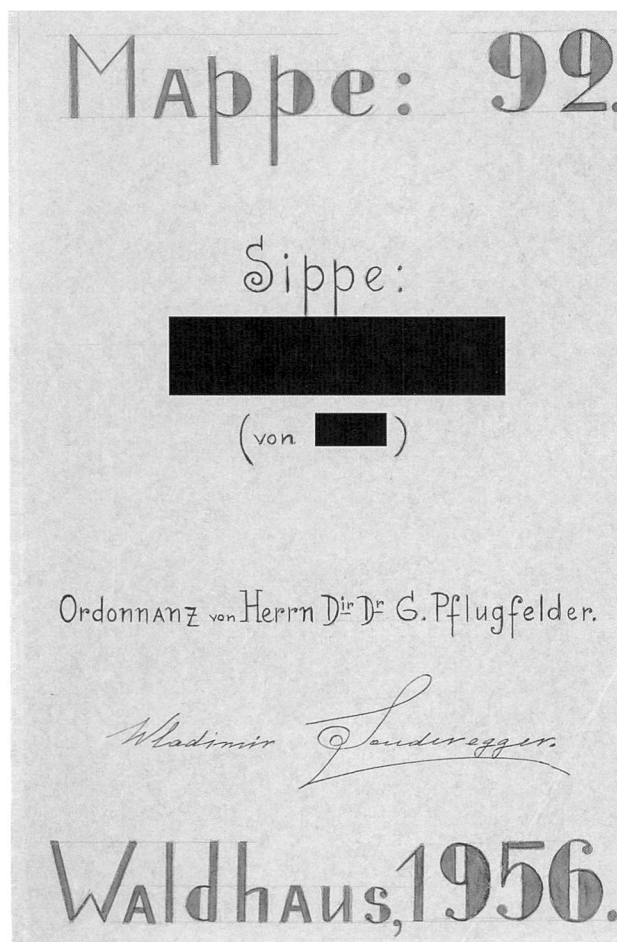 Mappe: 92.
Sippe:
(von )
Ordonnanz von Herrn Dir Dr G. Pflugfelder.
Wladimir Sonderegger.
Waldhaus, 1956.